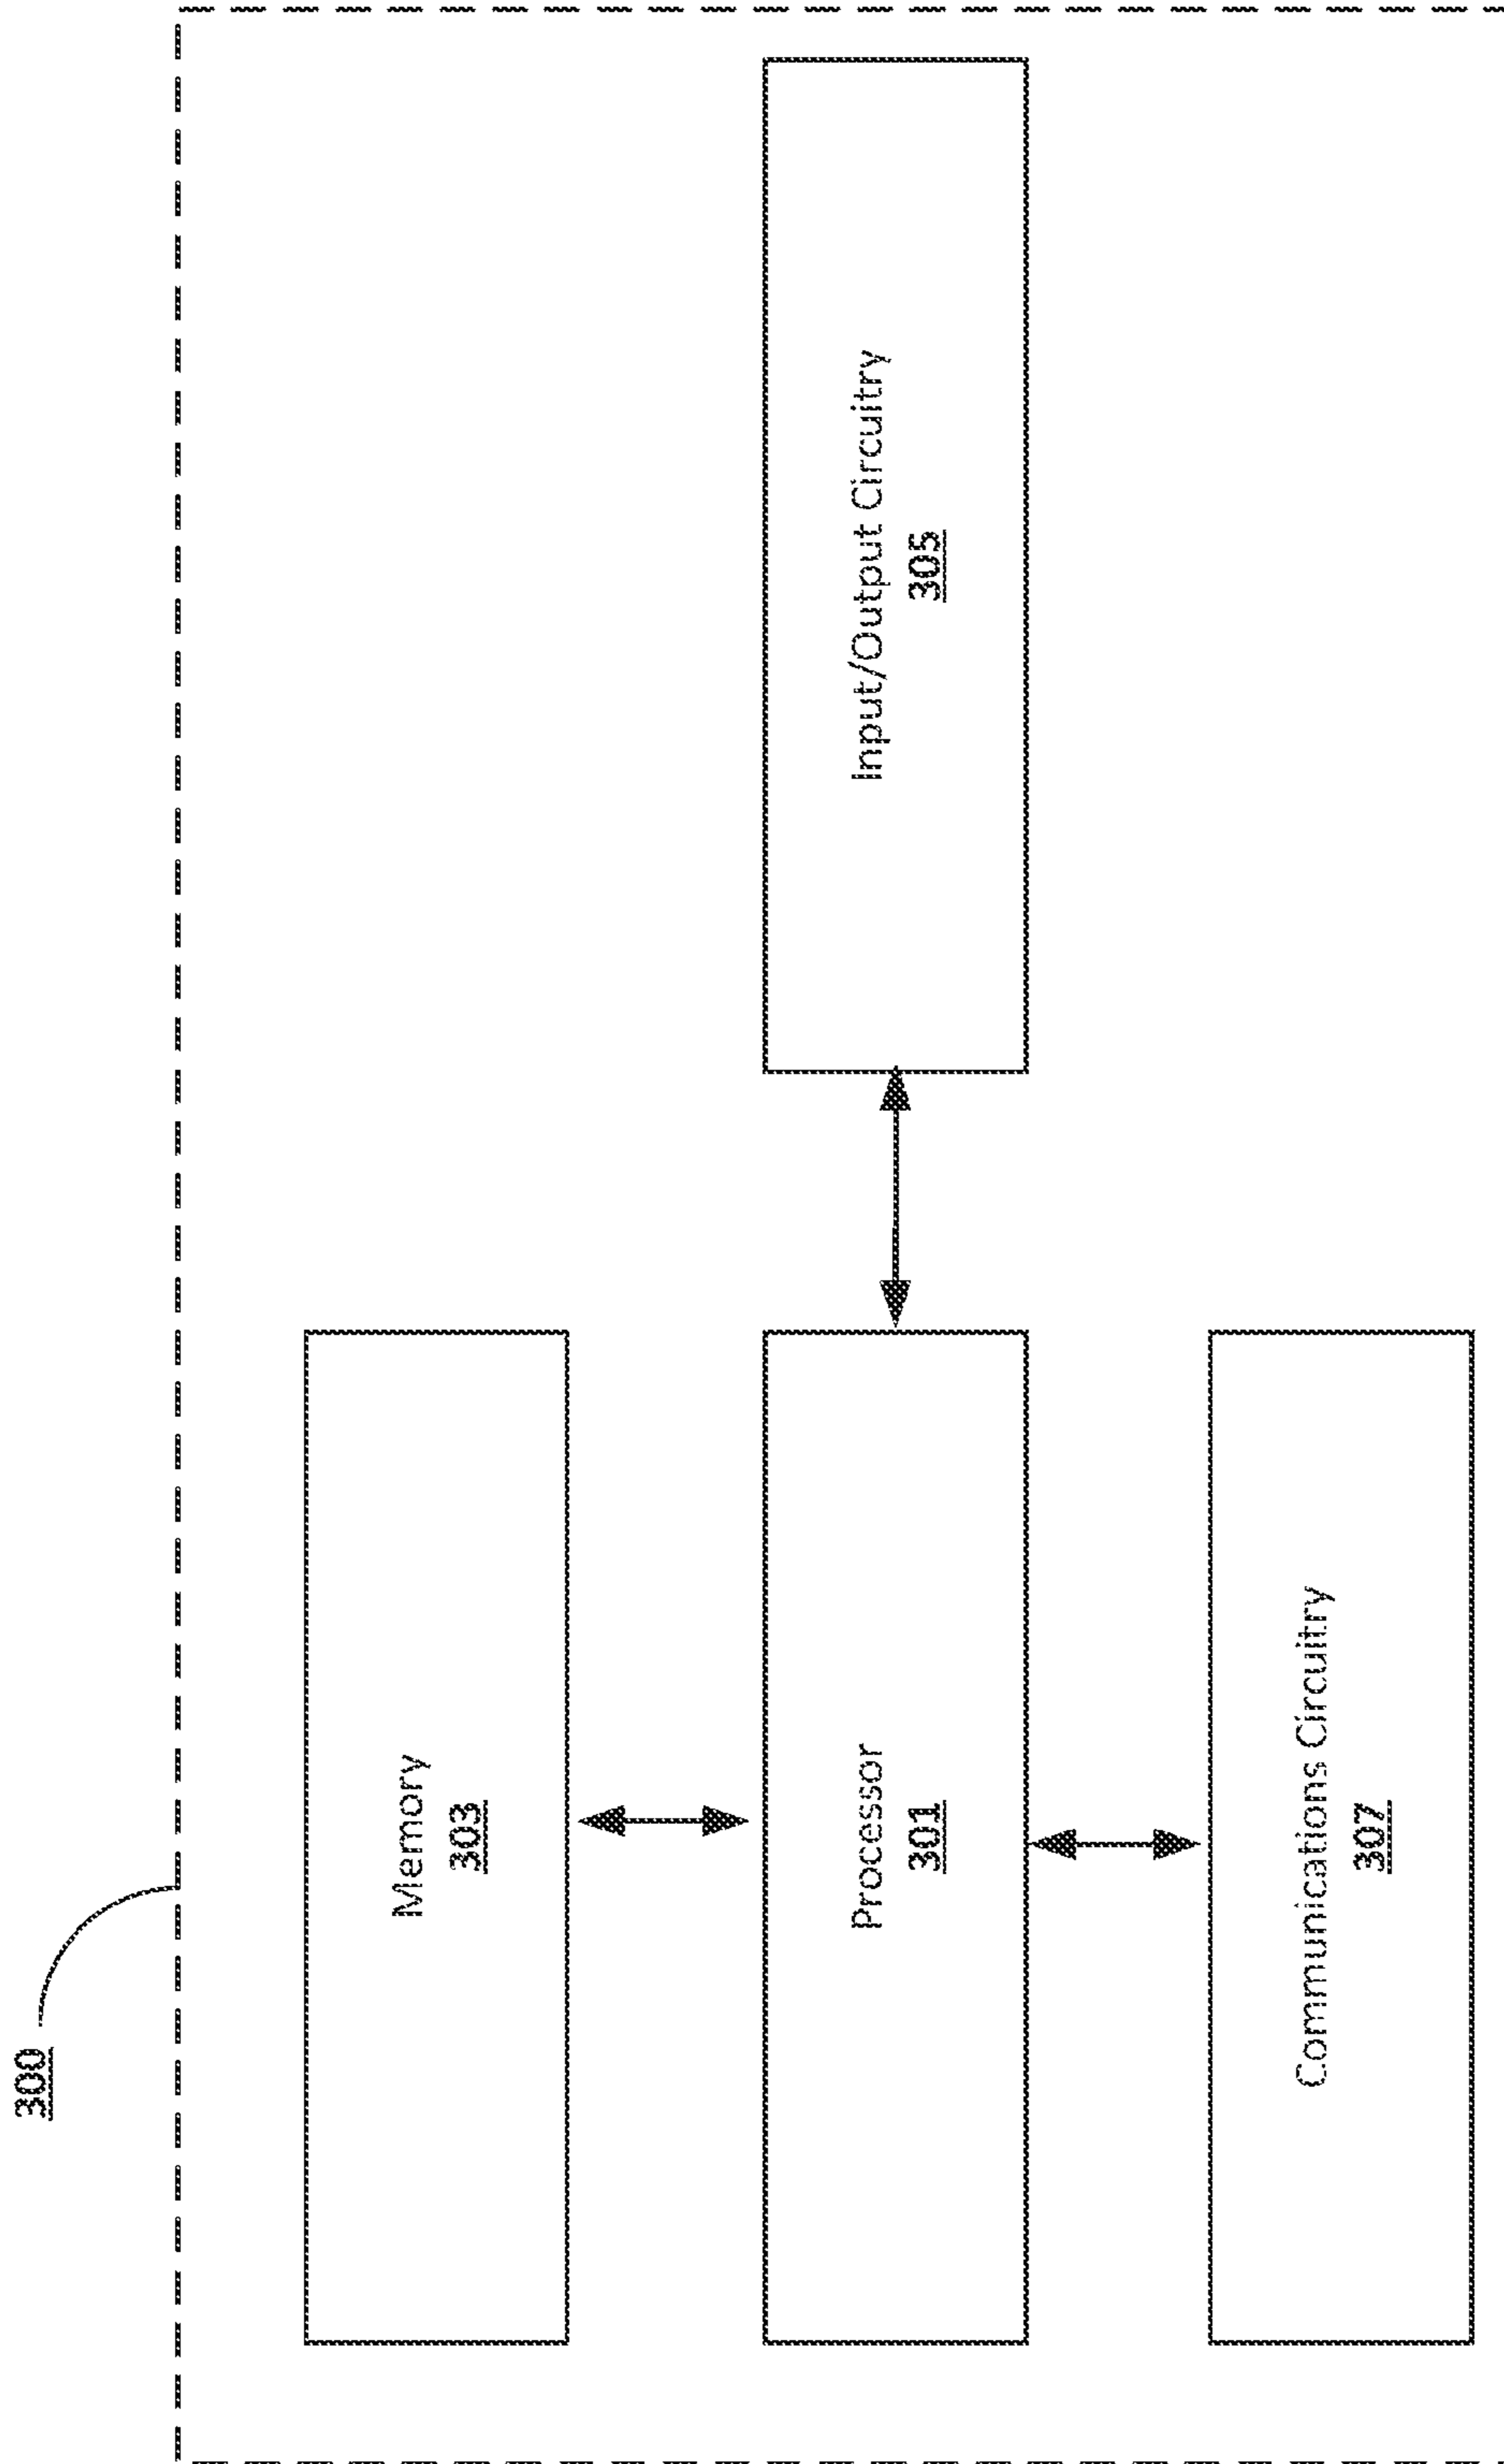 300
Memory
303
Processor
301
Input/Output Circuitry
305
Communications Circuitry
307